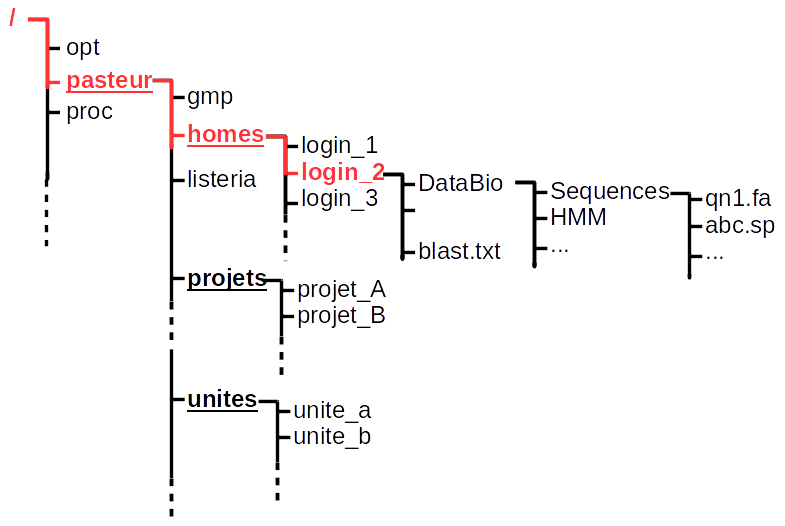 /
opt
pasteur
proc
gmp
homes
listeria
projets
unites
login_1
login_2
login_3
DataBio
blast.txt
Sequences
HMM
...
qn1.fa
abc.sp
...
projet_A
projet_B
unite_a
unite_b